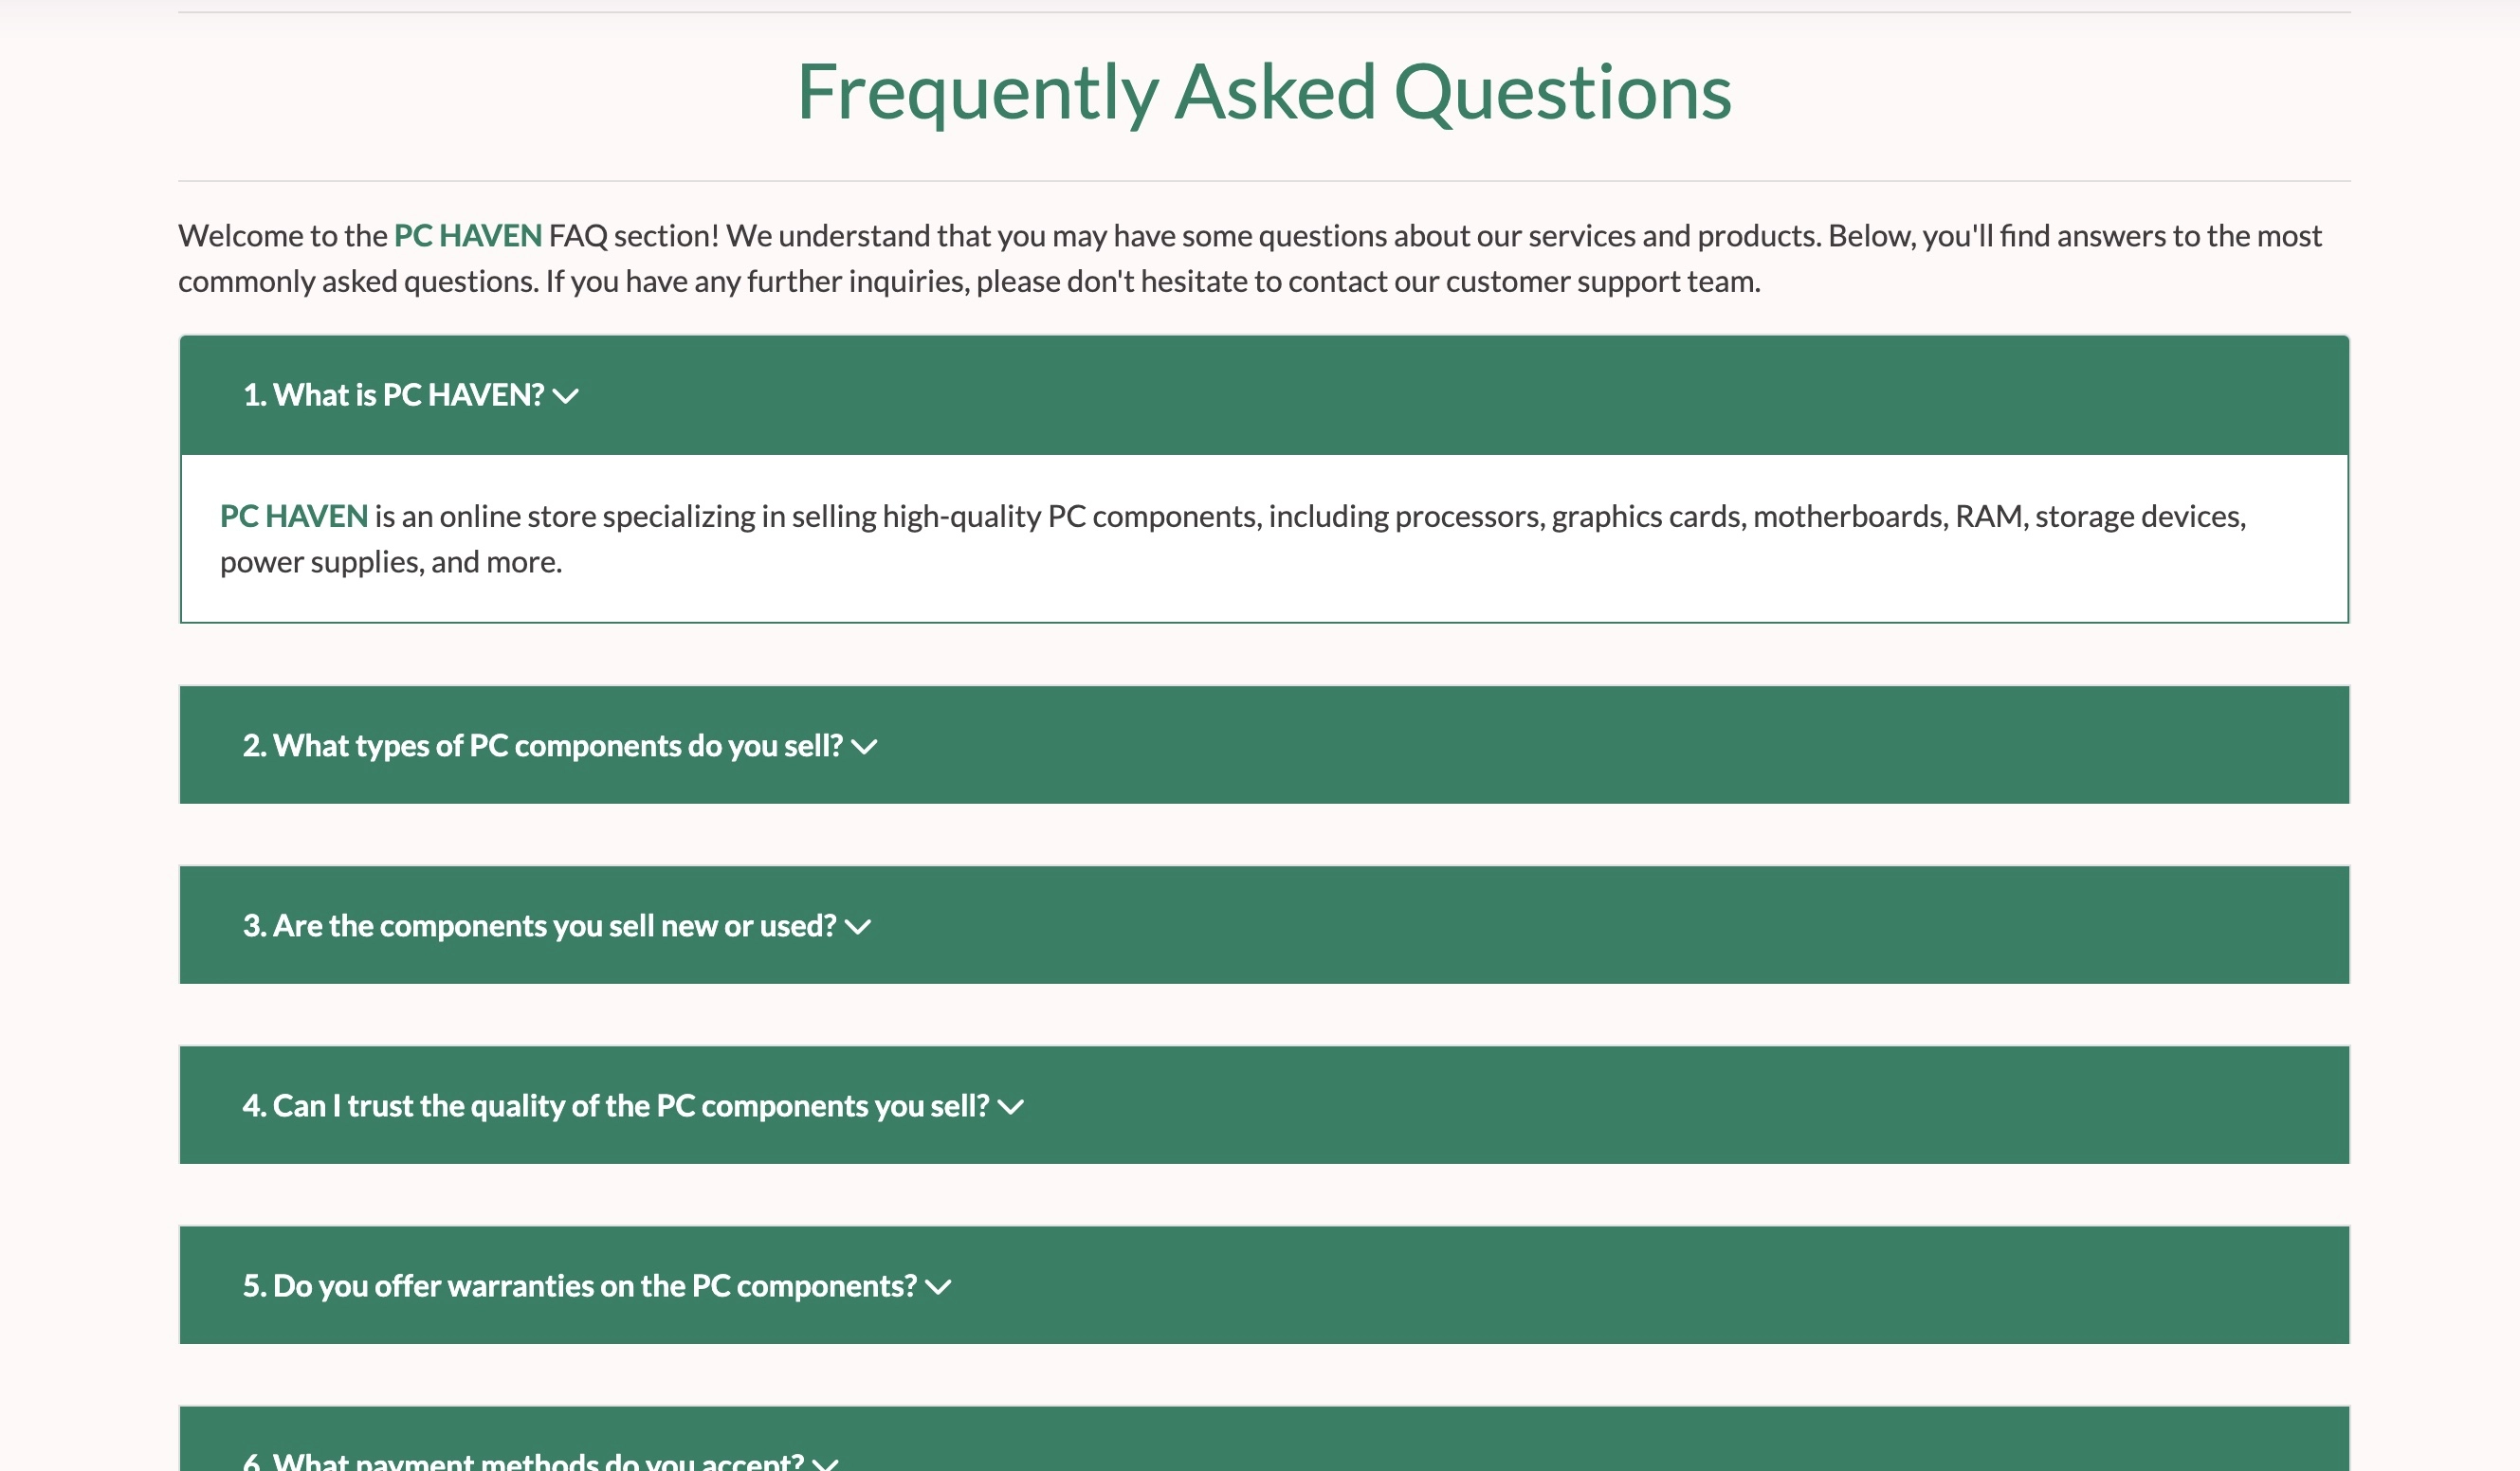 Frequently Asked Questions
Welcome to the PC HAVEN FAQ section! We understand that you may have some questions about our services and products. Below, you'll find answers to the most
commonly asked questions. If you have any further inquiries, please don't hesitate to contact our customer support team.
1. What is PC HAVEN?
PC HAVEN is an online store specializing in selling high-quality PC components, including processors, graphics cards, motherboards, RAM, storage devices,
power supplies, and more.
2. What types of PC components do you sell?
3. Are the components you sell new or used?
4. Can I trust the quality of the PC components you sell?
5. Do you offer warranties on the PC components?
6. What payment methods do you accept?